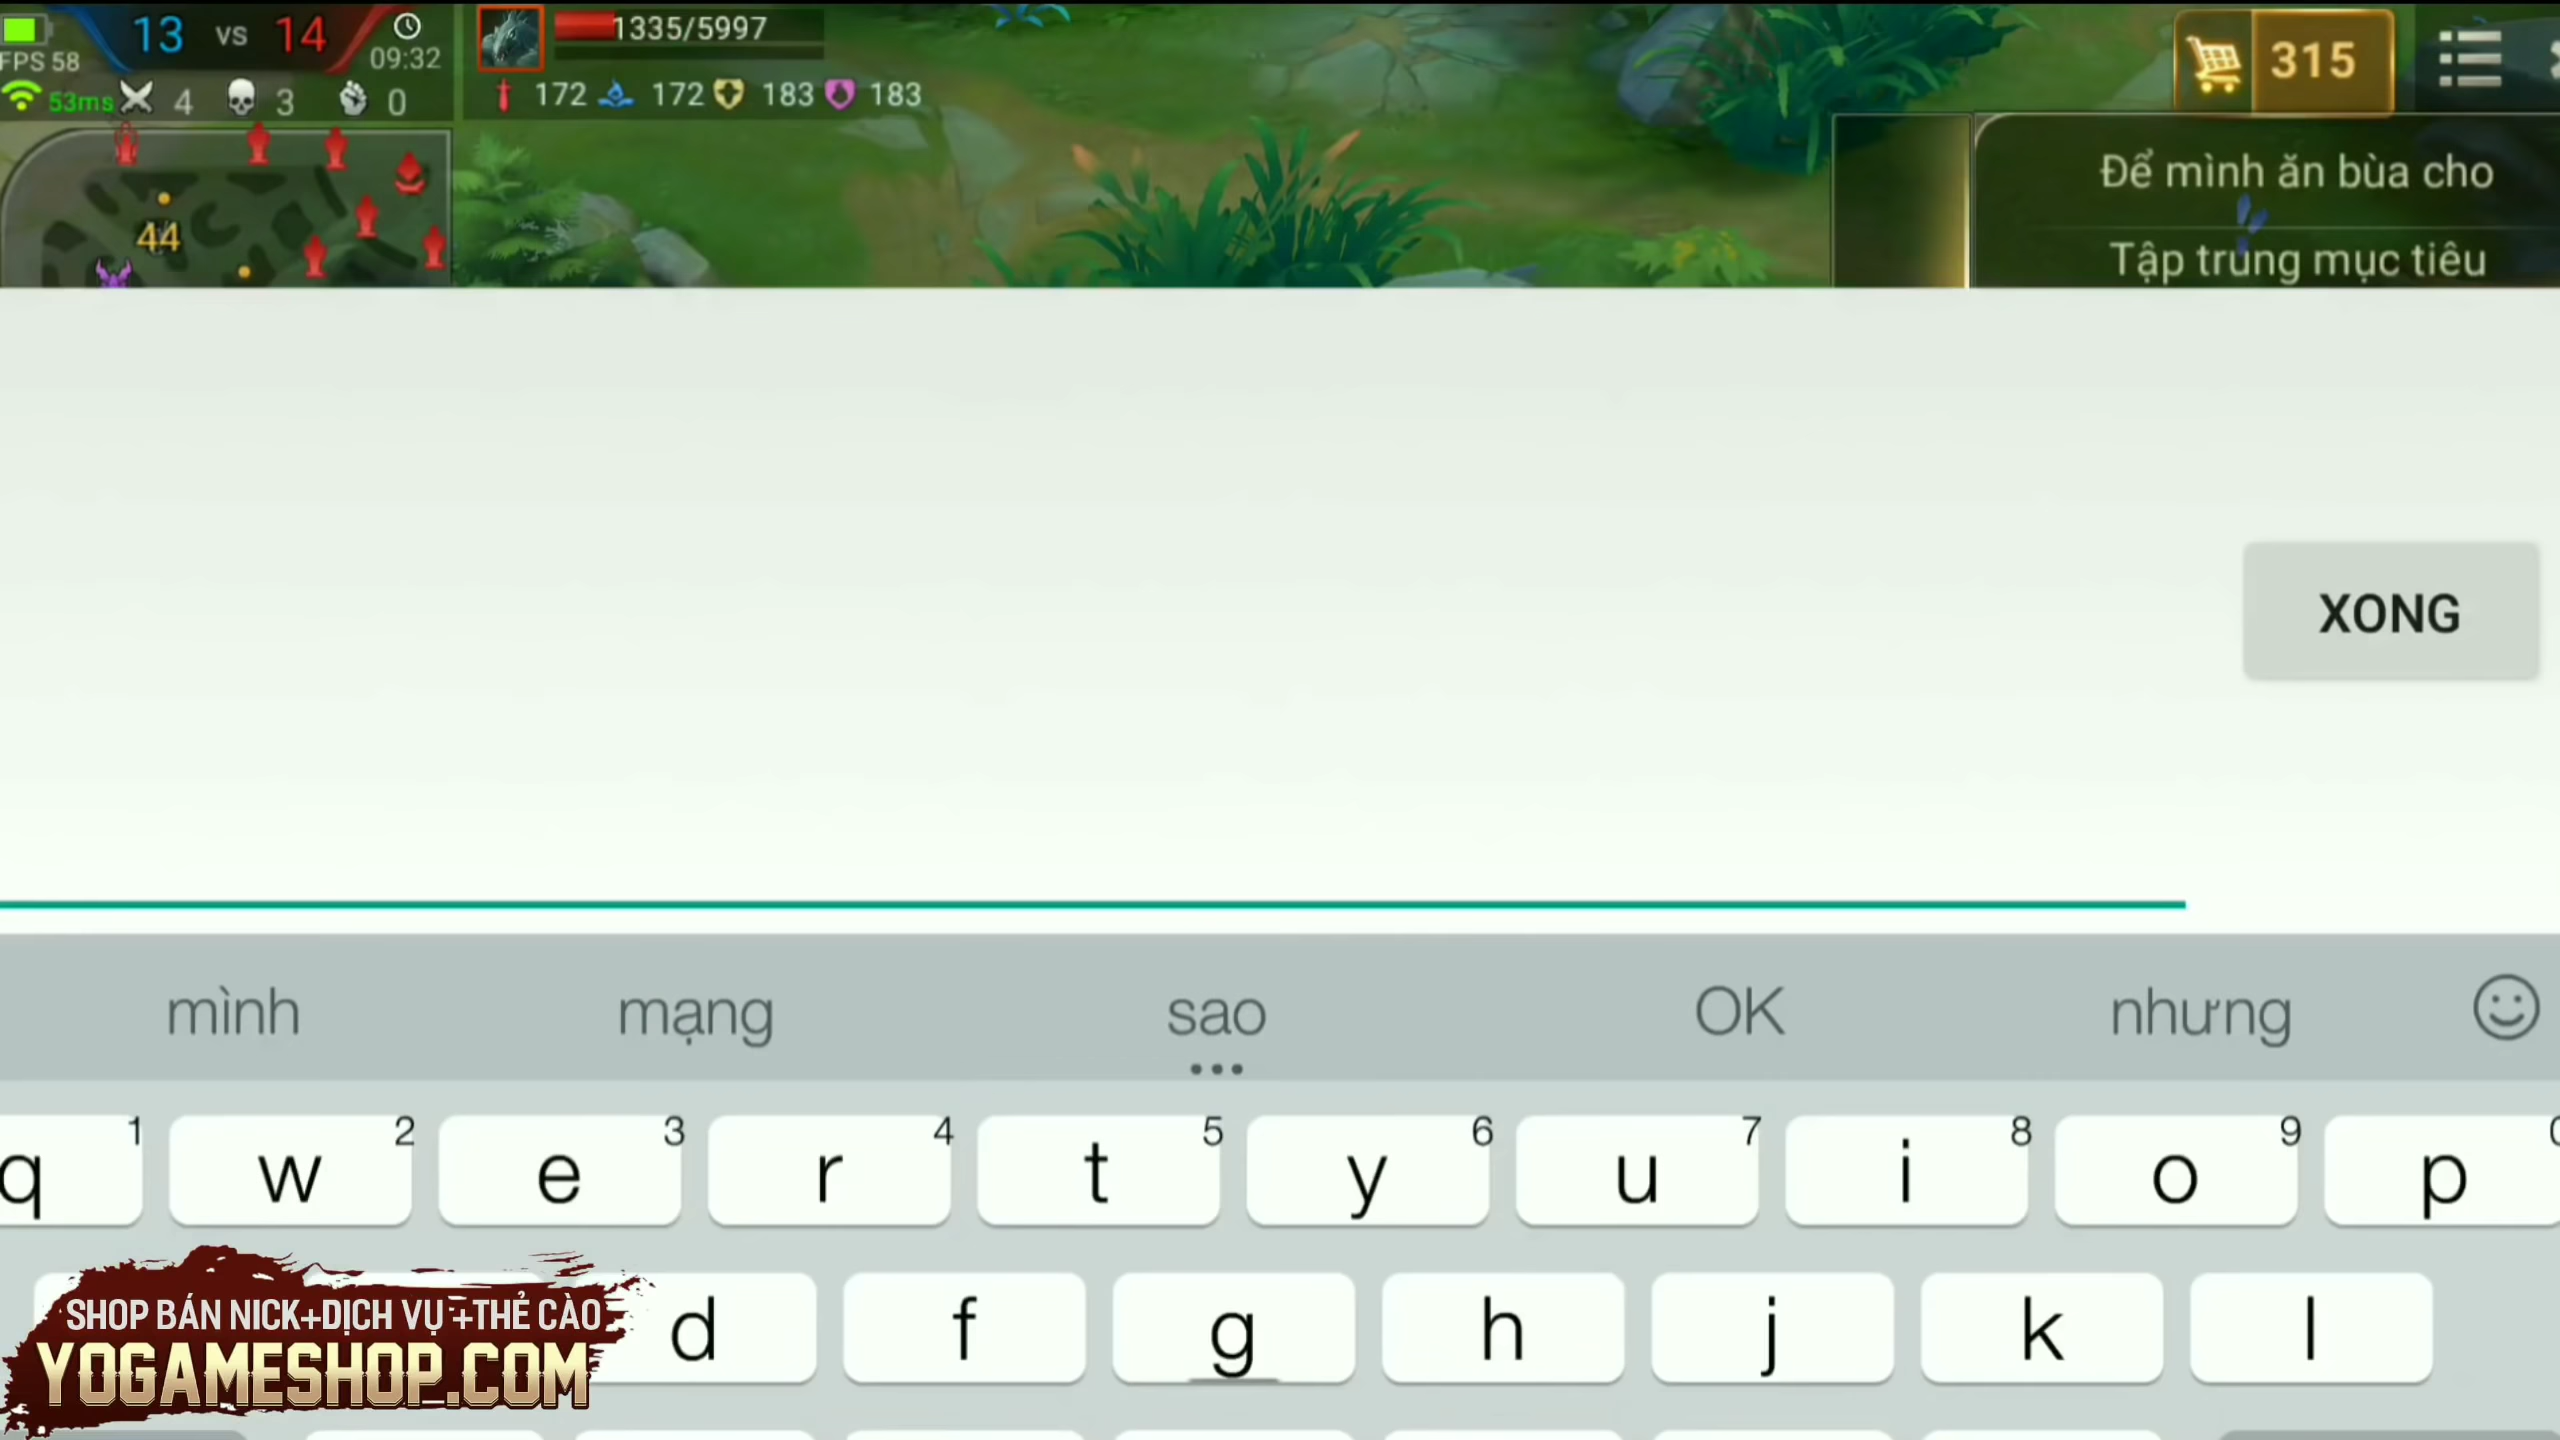 13 vs 14
09:32
FPS 58
53ms 4 3 0
1335/5997
172 172 183 183
315
44
Để mình ăn bùa cho
Tập trung mục tiêu
XONG
mình mạng sao OK nhưng
1 2 3 4 5 6 7 8 9
q w e r t y u i o p
d f g h j k l
SHOP BÁN NICK+DỊCH VỤ+THẺ CÀO
YOGAMESHOP.COM